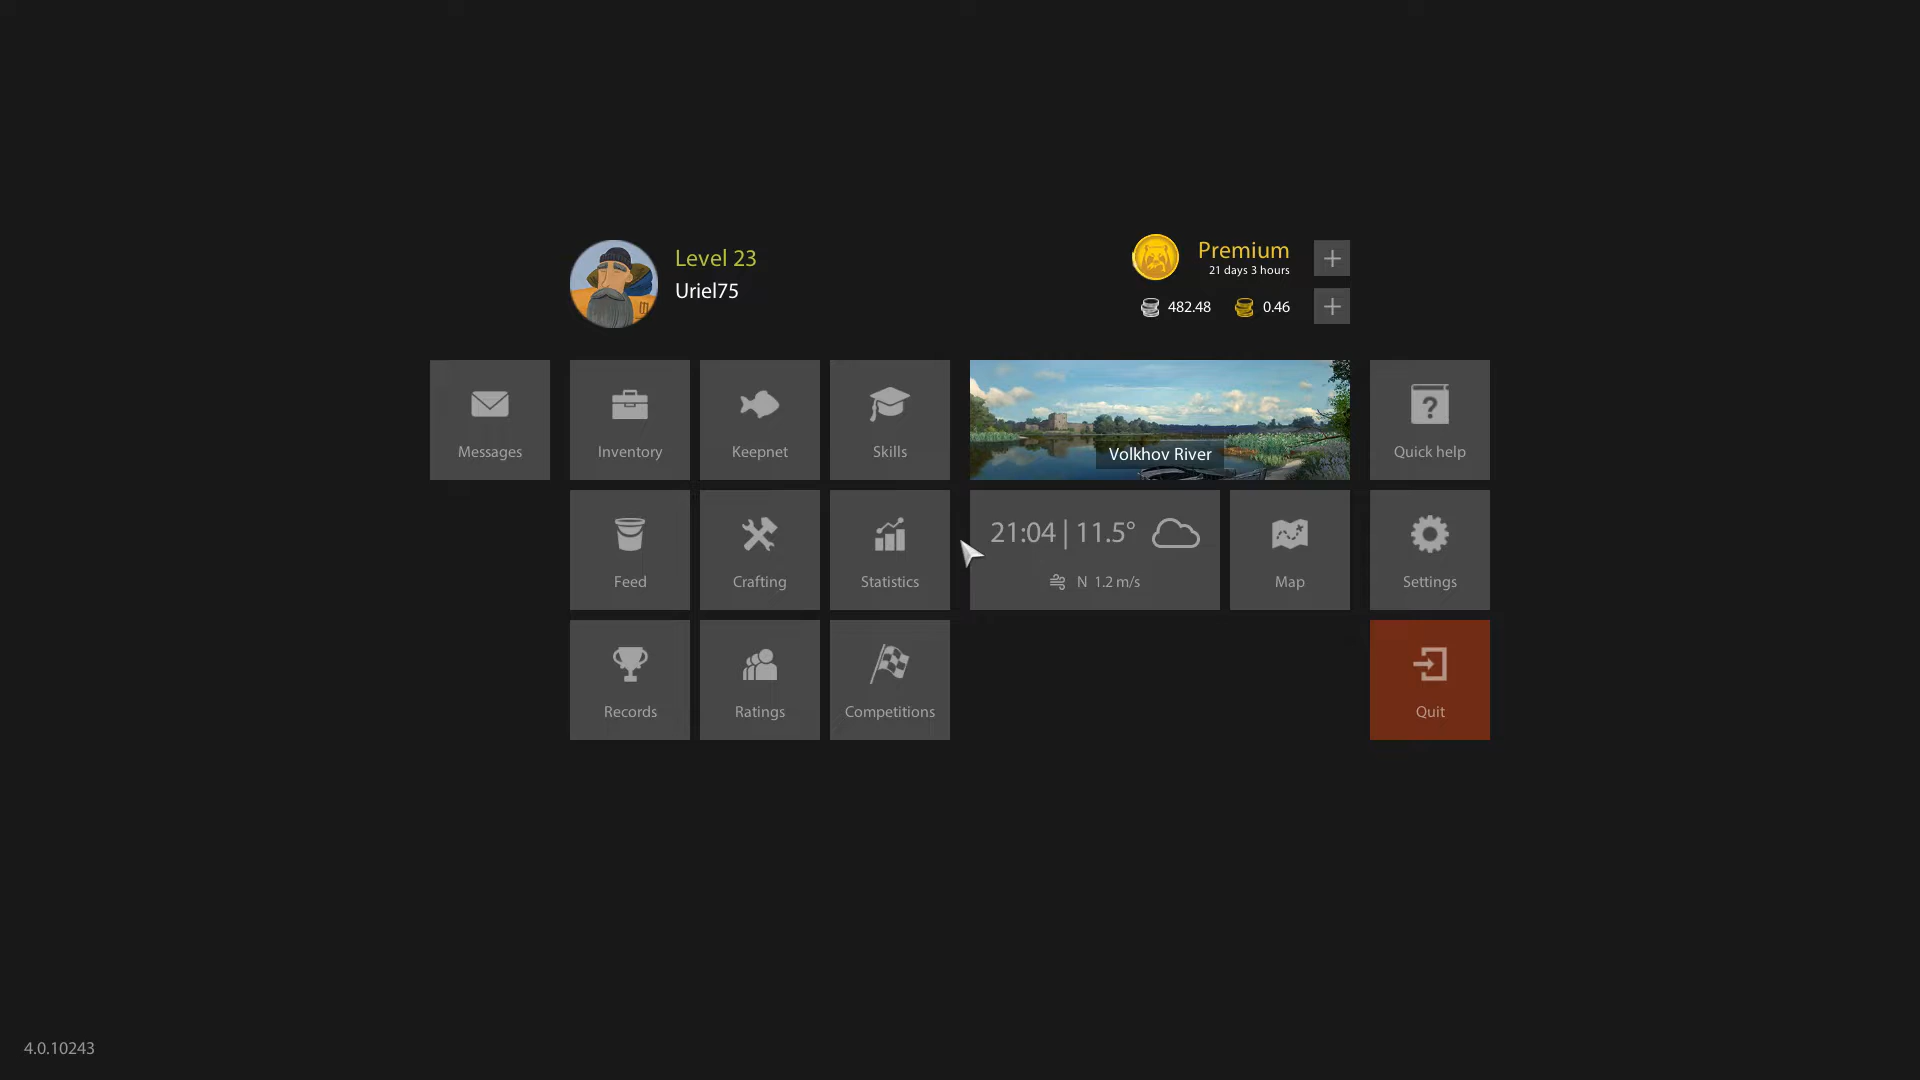 Level 23
Uriel75
Premium
21 days 3 hours
482.48
0.46
Messages
Inventory
Keepnet
Skills
Volkhov River
Quick help
Feed
Crafting
Statistics
21:04 | 11.5°
N 1.2 m/s
Map
Settings
Records
Ratings
Competitions
Quit
4.0.10243